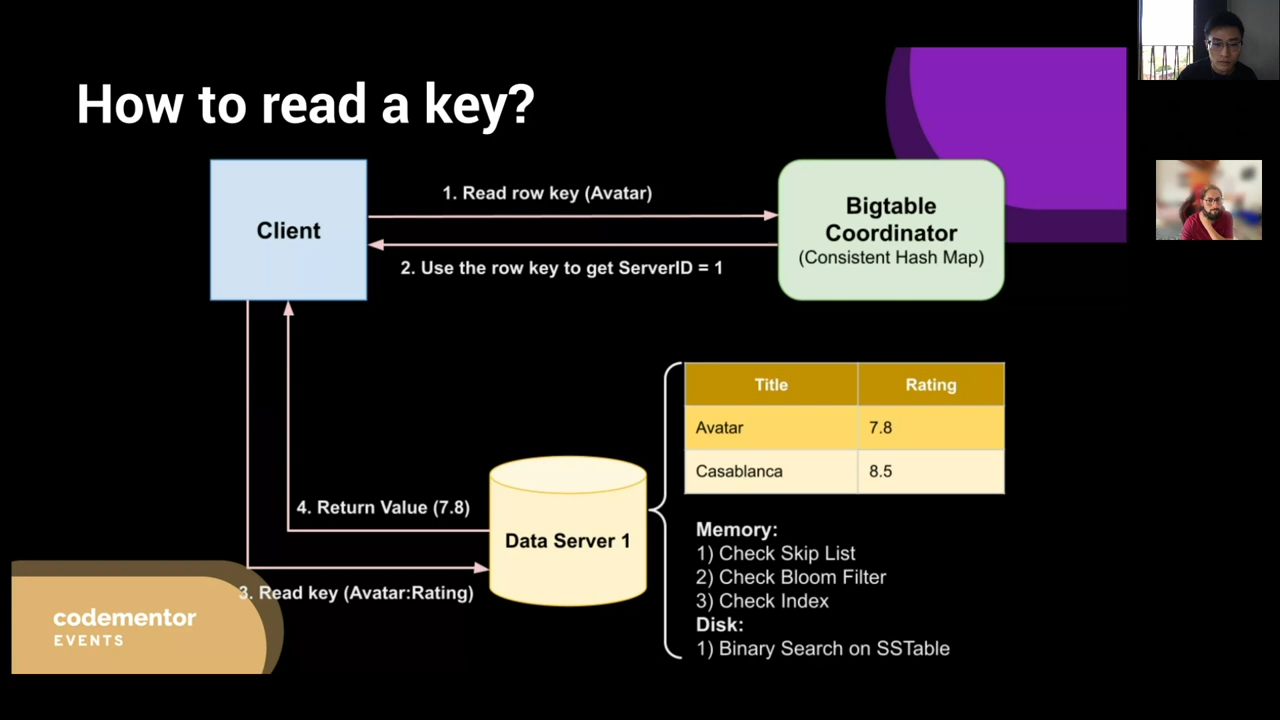 How to read a key?
Client
1. Read row key (Avatar)
2. Use the row key to get ServerID = 1
Bigtable
Coordinator
(Consistent Hash Map)
Title Rating
Avatar 7.8
Casablanca 8.5
4. Return Value (7.8)
Data Server 1
3. Read key (Avatar:Rating)
Memory:
1) Check Skip List
2) Check Bloom Filter
3) Check Index
Disk:
1) Binary Search on SSTable
codementor
EVENTS